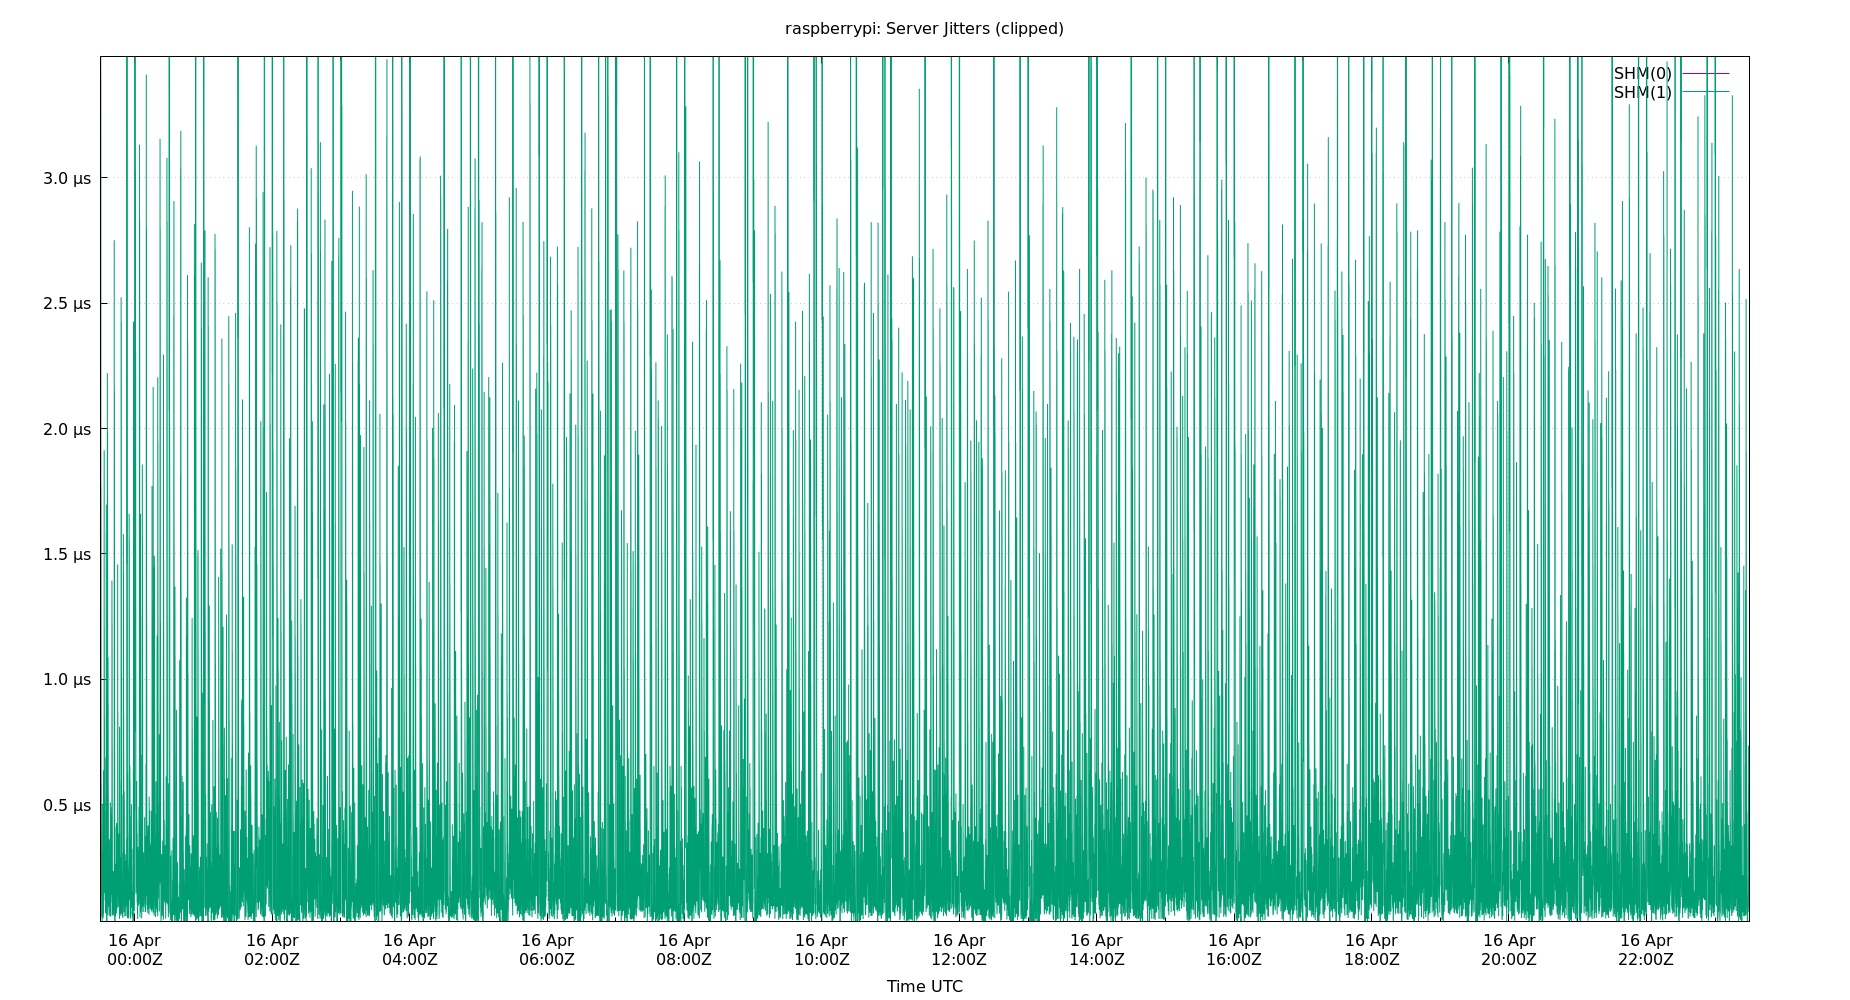 raspberrypi: Server Jitters (clipped)
SHM(0)
SHM(1)
3.0 µs
2.5 µs
2.0 µs
1.5 µs
1.0 µs
0.5 µs
16 Apr 16 Apr 16 Apr 16 Apr 16 Apr 16 Apr 16 Apr 16 Apr 16 Apr 16 Apr 16 Apr 16 Apr
00:00Z 02:00Z 04:00Z 06:00Z 08:00Z 10:00Z 12:00Z 14:00Z 16:00Z 18:00Z 20:00Z 22:00Z
Time UTC